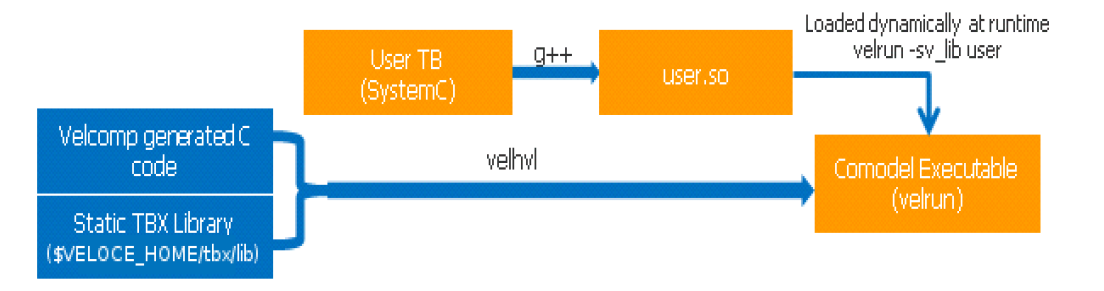 Loaded dynamically at runtime
velrun -sv_lib user
User TB
(SystemC)
g++
user.so
Velcomp generated C
code
velhvl
Comodel Executable
(velrun)
Static TBX Library
($VELOCE_HOME/tbx/lib)